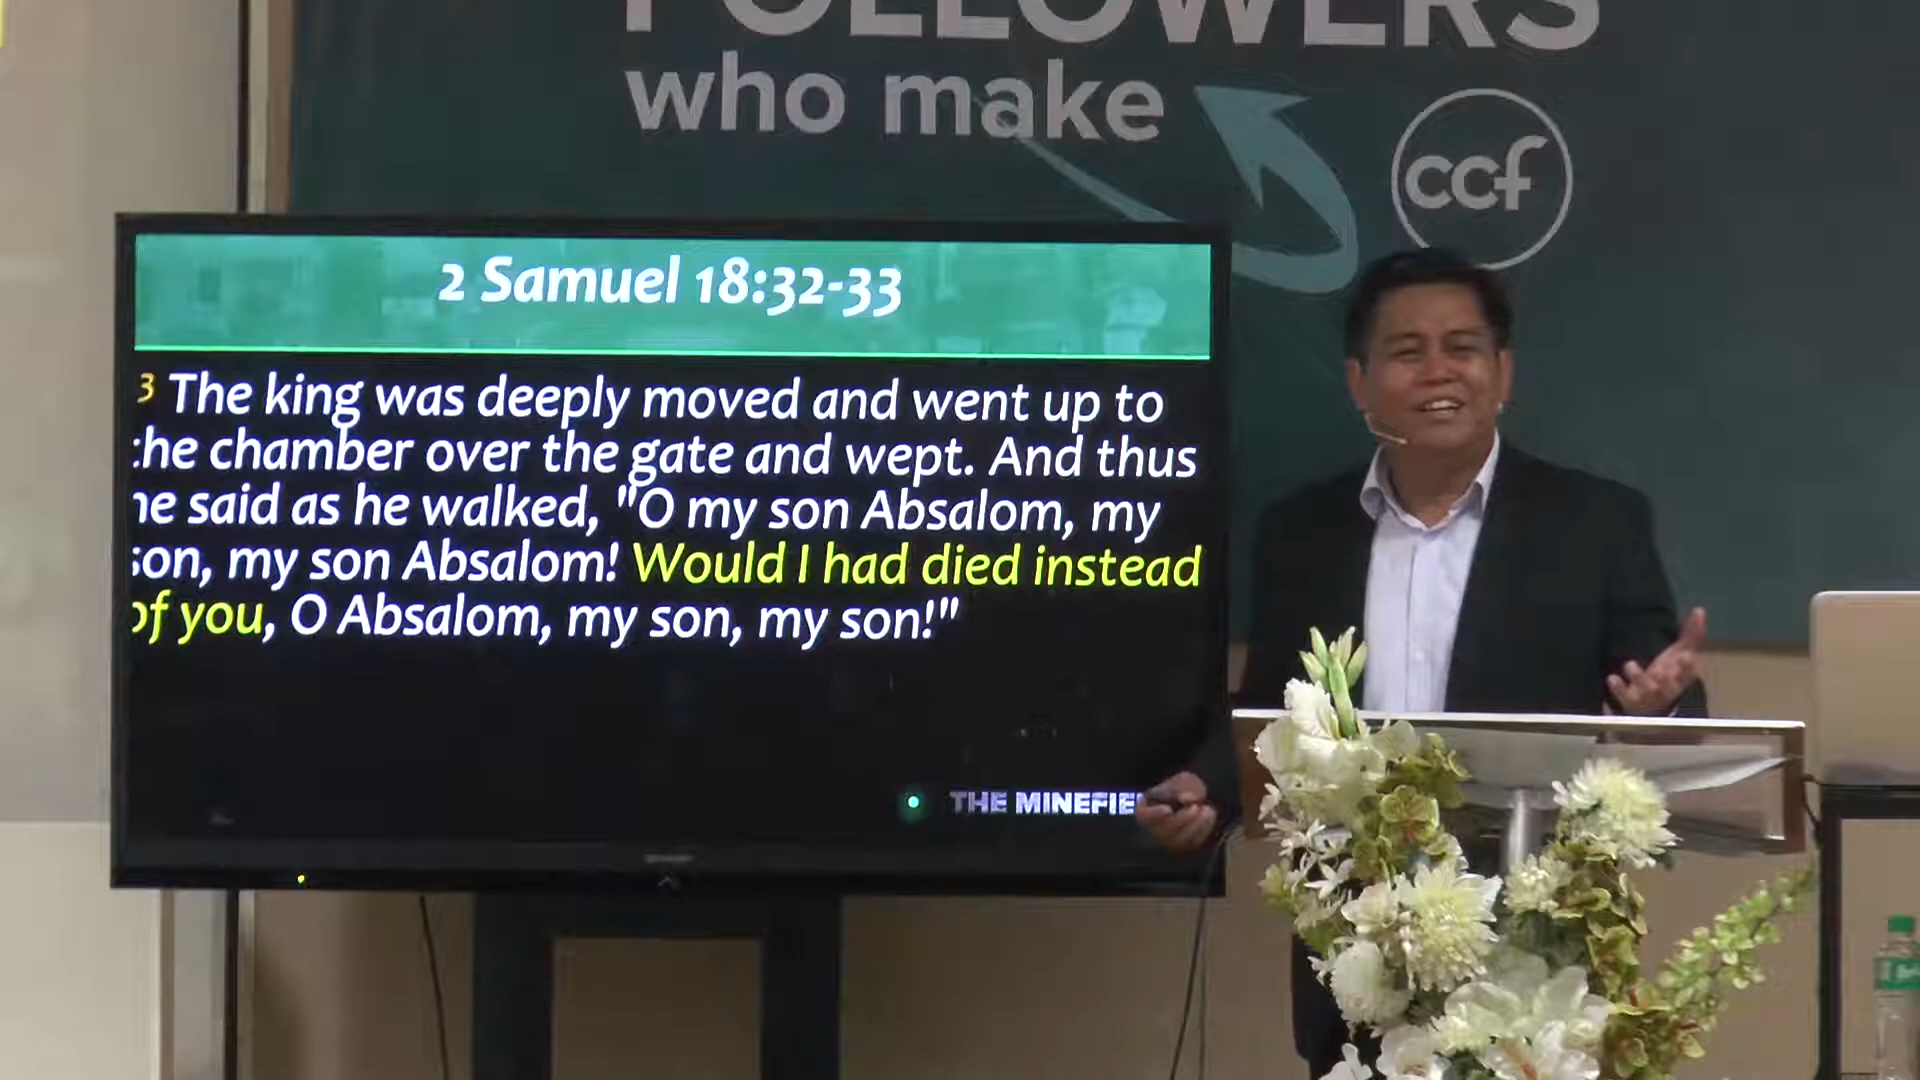 FOLLOWERS
who make
ccf
2 Samuel 18:32-33
3 The king was deeply moved and went up to
the chamber over the gate and wept. And thus
he said as he walked, "O my son Absalom, my
son, my son Absalom! Would I had died instead
of you, O Absalom, my son, my son!"
THE MINEFIE